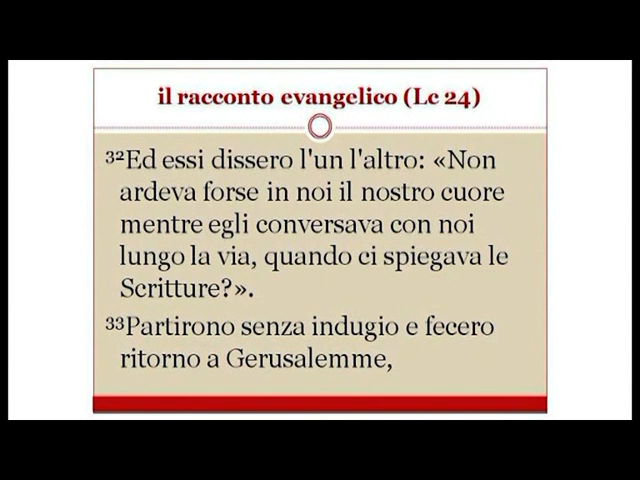 il racconto evangelico (Lc 24)
32Ed essi dissero l'un l'altro: «Non
ardeva forse in noi il nostro cuore
mentre egli conversava con noi
lungo la via, quando ci spiegava le
Scritture?».
33Partirono senza indugio e fecero
ritorno a Gerusalemme,